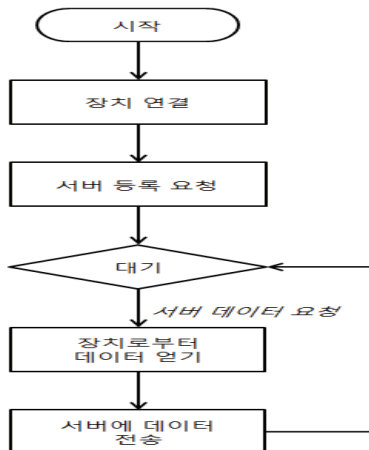 시작
장치 연결
서버 등록 요청
대기
서버 데이터 요청
장치로부터
데이터 얻기
서버에 데이터
전송